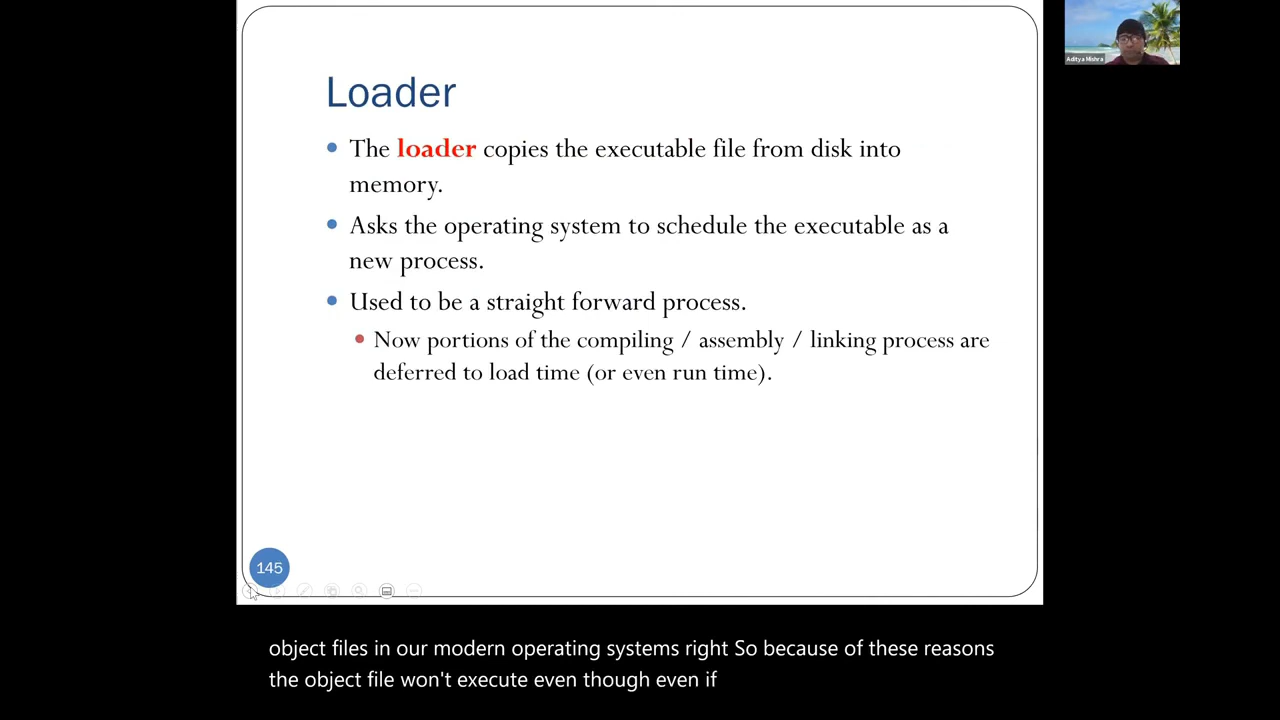 Loader
The loader copies the executable file from disk into
memory.
Asks the operating system to schedule the executable as a
new process.
Used to be a straight forward process.
Now portions of the compiling / assembly / linking process are
deferred to load time (or even run time).
145
Aditya Mishra
object files in our modern operating systems right So because of these reasons
the object file won't execute even though even if